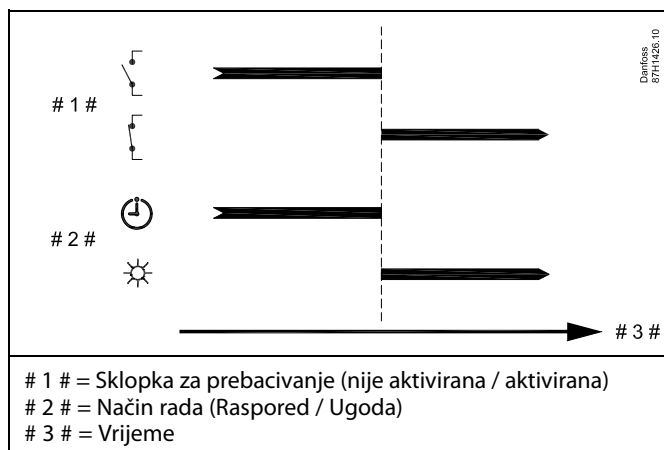 Danfoss
87H1426.10
# 1 #
# 2 #
# 3 #
# 1 # = Sklopka za prebacivanje (nije aktivirana / aktivirana)
# 2 # = Način rada (Raspored / Ugoda)
# 3 # = Vrijeme